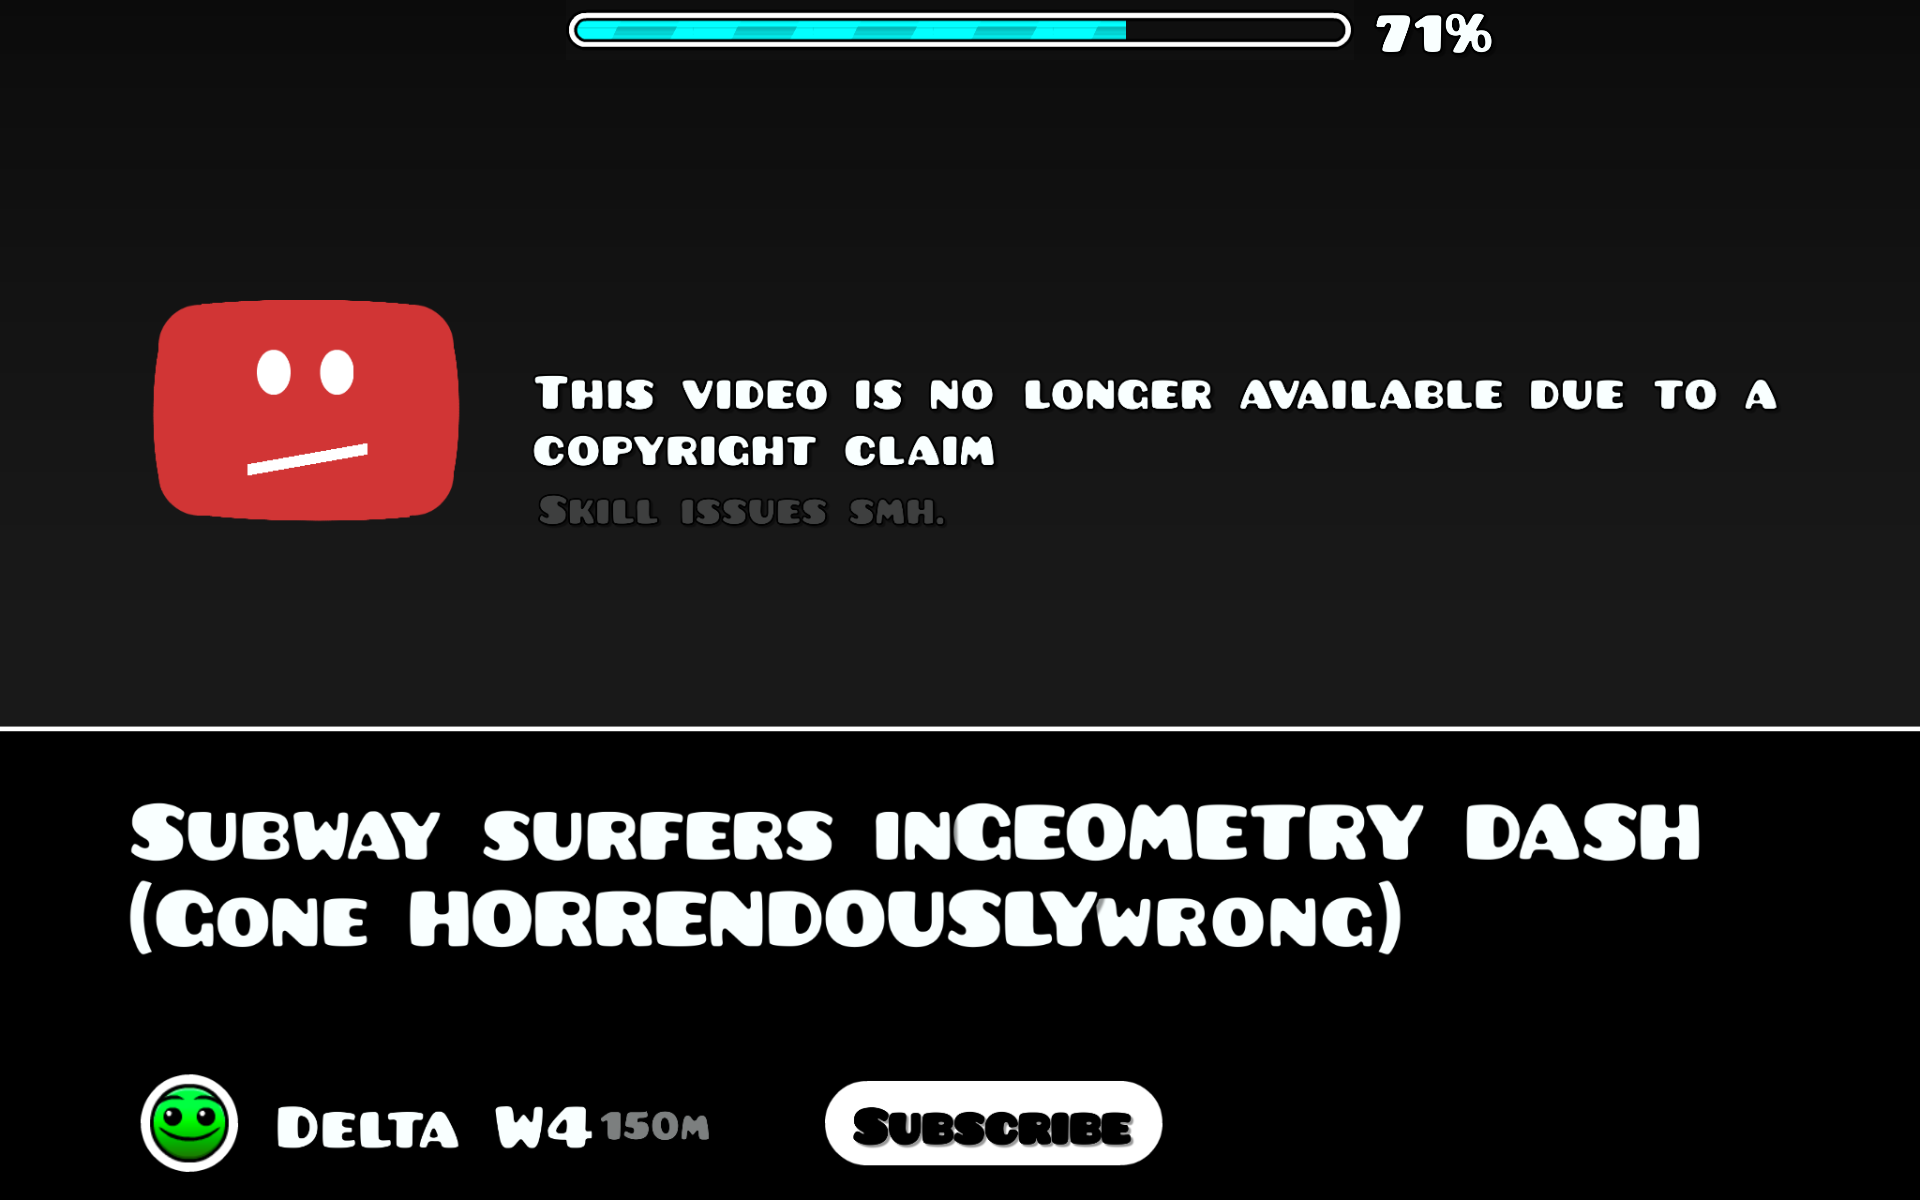 71%
This video is no longer available due to a
copyright claim
Skill issues smh.
Subway surfers inGEOMETRY DASH
(Gone HORRENDOUSLYwrong)
Delta W4 150m
Subscribe